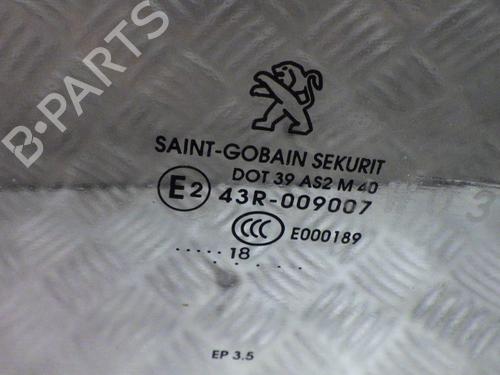 B-PARTS
SAINT-GOBAIN SEKURIT
DOT 39 AS2 M 40
E2 43R-009007
CCC E000189
..... 18
EP 3.5